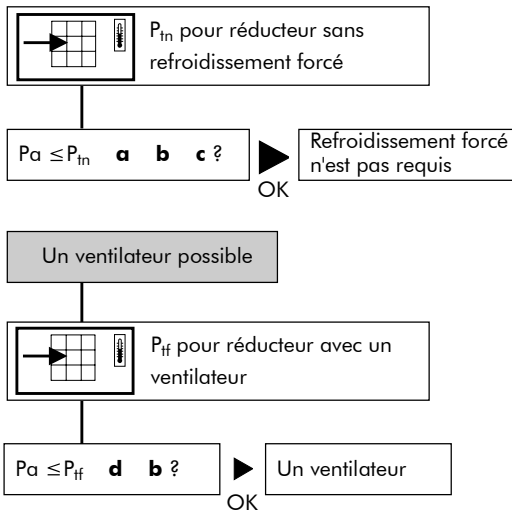 Ptn pour réducteur sans
refroidissement forcé
Pa ≤ Ptn a b c ?
OK
Refroidissement forcé
n'est pas requis
Un ventilateur possible
Ptf pour réducteur avec un
ventilateur
Pa ≤ Ptf d b ?
OK
Un ventilateur